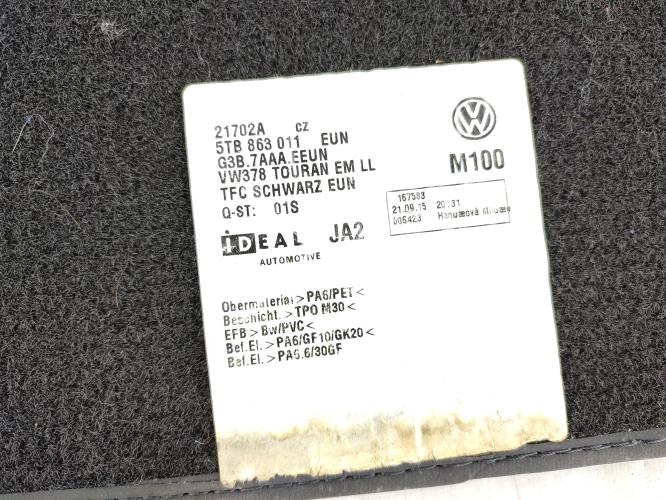 21702A CZ
5TB 863 011 EUN
G3B.7AAA.EEUN
VW378 TOURAN EM LL
TFC SCHWARZ EUN
Q-ST: 01S
M100
167583
21.09.15 20:31
006423
IDEAL JA2
AUTOMOTIVE
Obermaterial>PA6/PET<
Beschicht.>TPO M30<
EFB>Bw/PVC<
Bef.El.>PA6/GF10/GK20<
Bef.El.>PA6.6/30GF